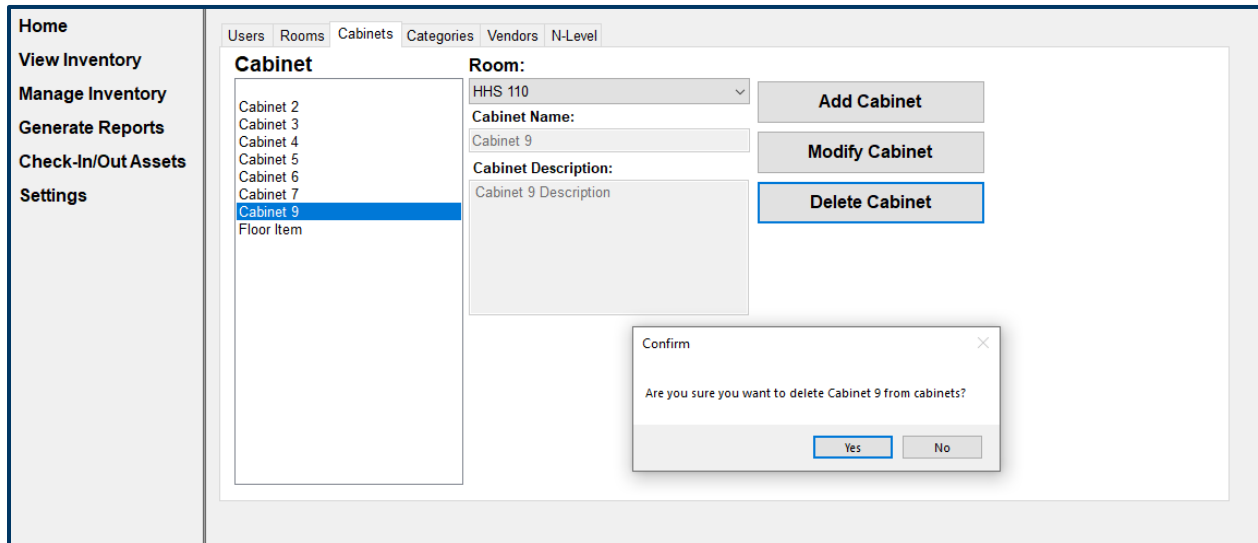 Home
View Inventory
Manage Inventory
Generate Reports
Check-In/Out Assets
Settings
Users Rooms Cabinets Categories Vendors N-Level
Cabinet
Cabinet 2
Cabinet 3
Cabinet 4
Cabinet 5
Cabinet 6
Cabinet 7
Cabinet 9
Floor Item
Room:
HHS 110
Cabinet Name:
Cabinet 9
Cabinet Description:
Cabinet 9 Description
Add Cabinet
Modify Cabinet
Delete Cabinet
Confirm
Are you sure you want to delete Cabinet 9 from cabinets?
Yes No